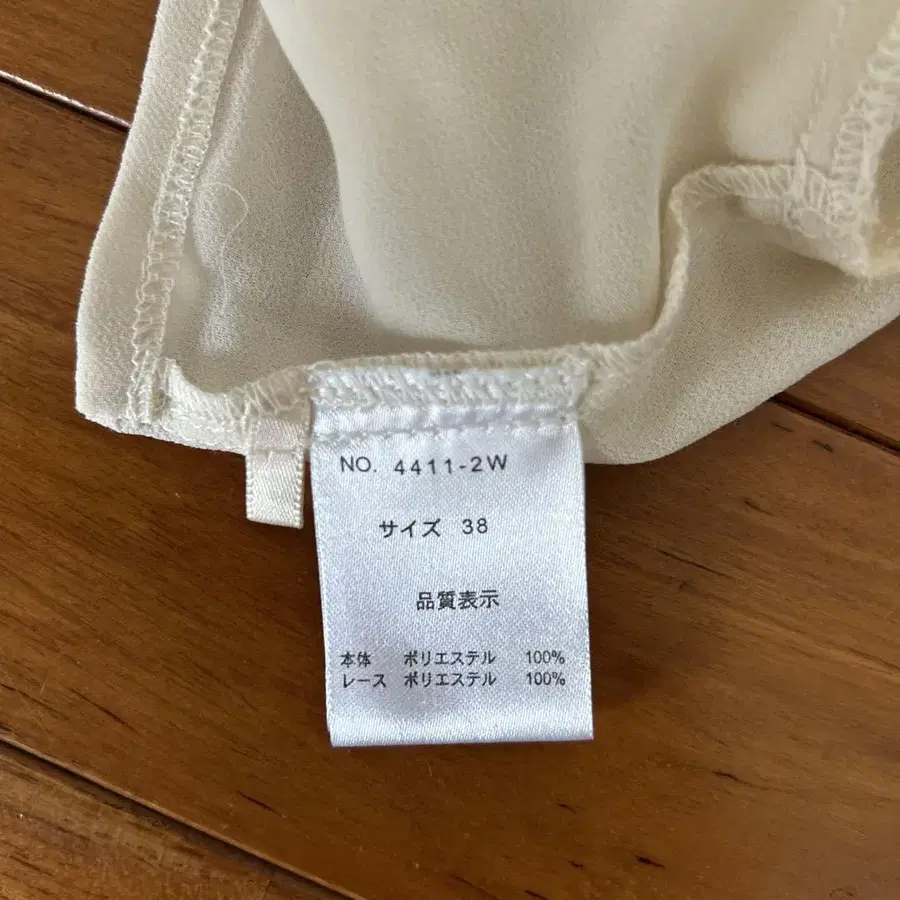 NO. 4411-2W
サイズ 38
品質表示
本体 ポリエステル 100%
レース ポリエステル 100%